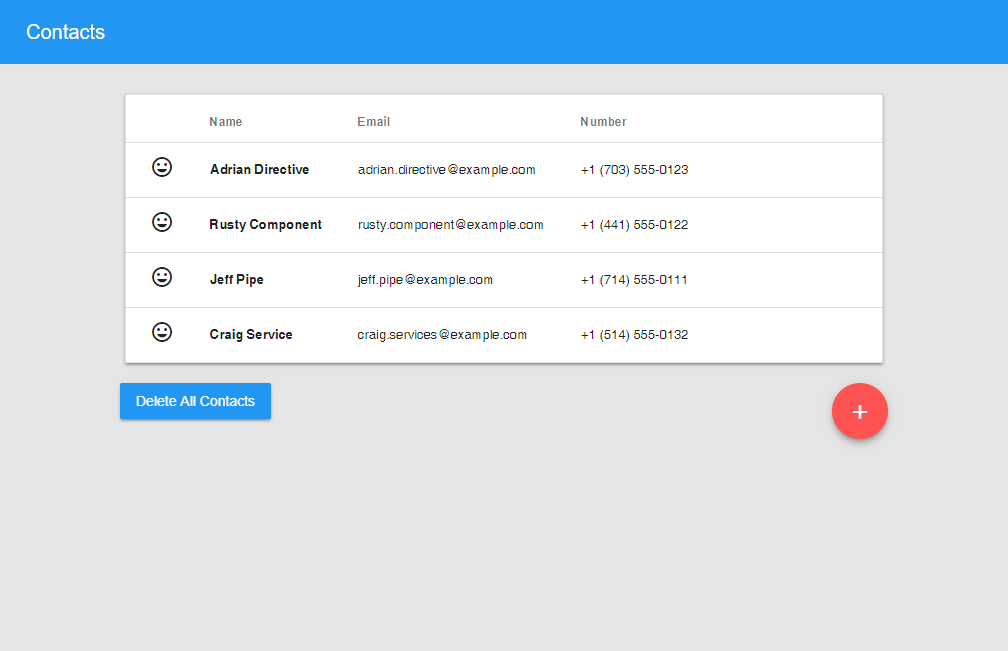 Contacts
Name Email Number
Adrian Directive adrian.directive@example.com +1 (703) 555-0123
Rusty Component rusty.component@example.com +1 (441) 555-0122
Jeff Pipe jeff.pipe@example.com +1 (714) 555-0111
Craig Service craig.services@example.com +1 (514) 555-0132
Delete All Contacts +